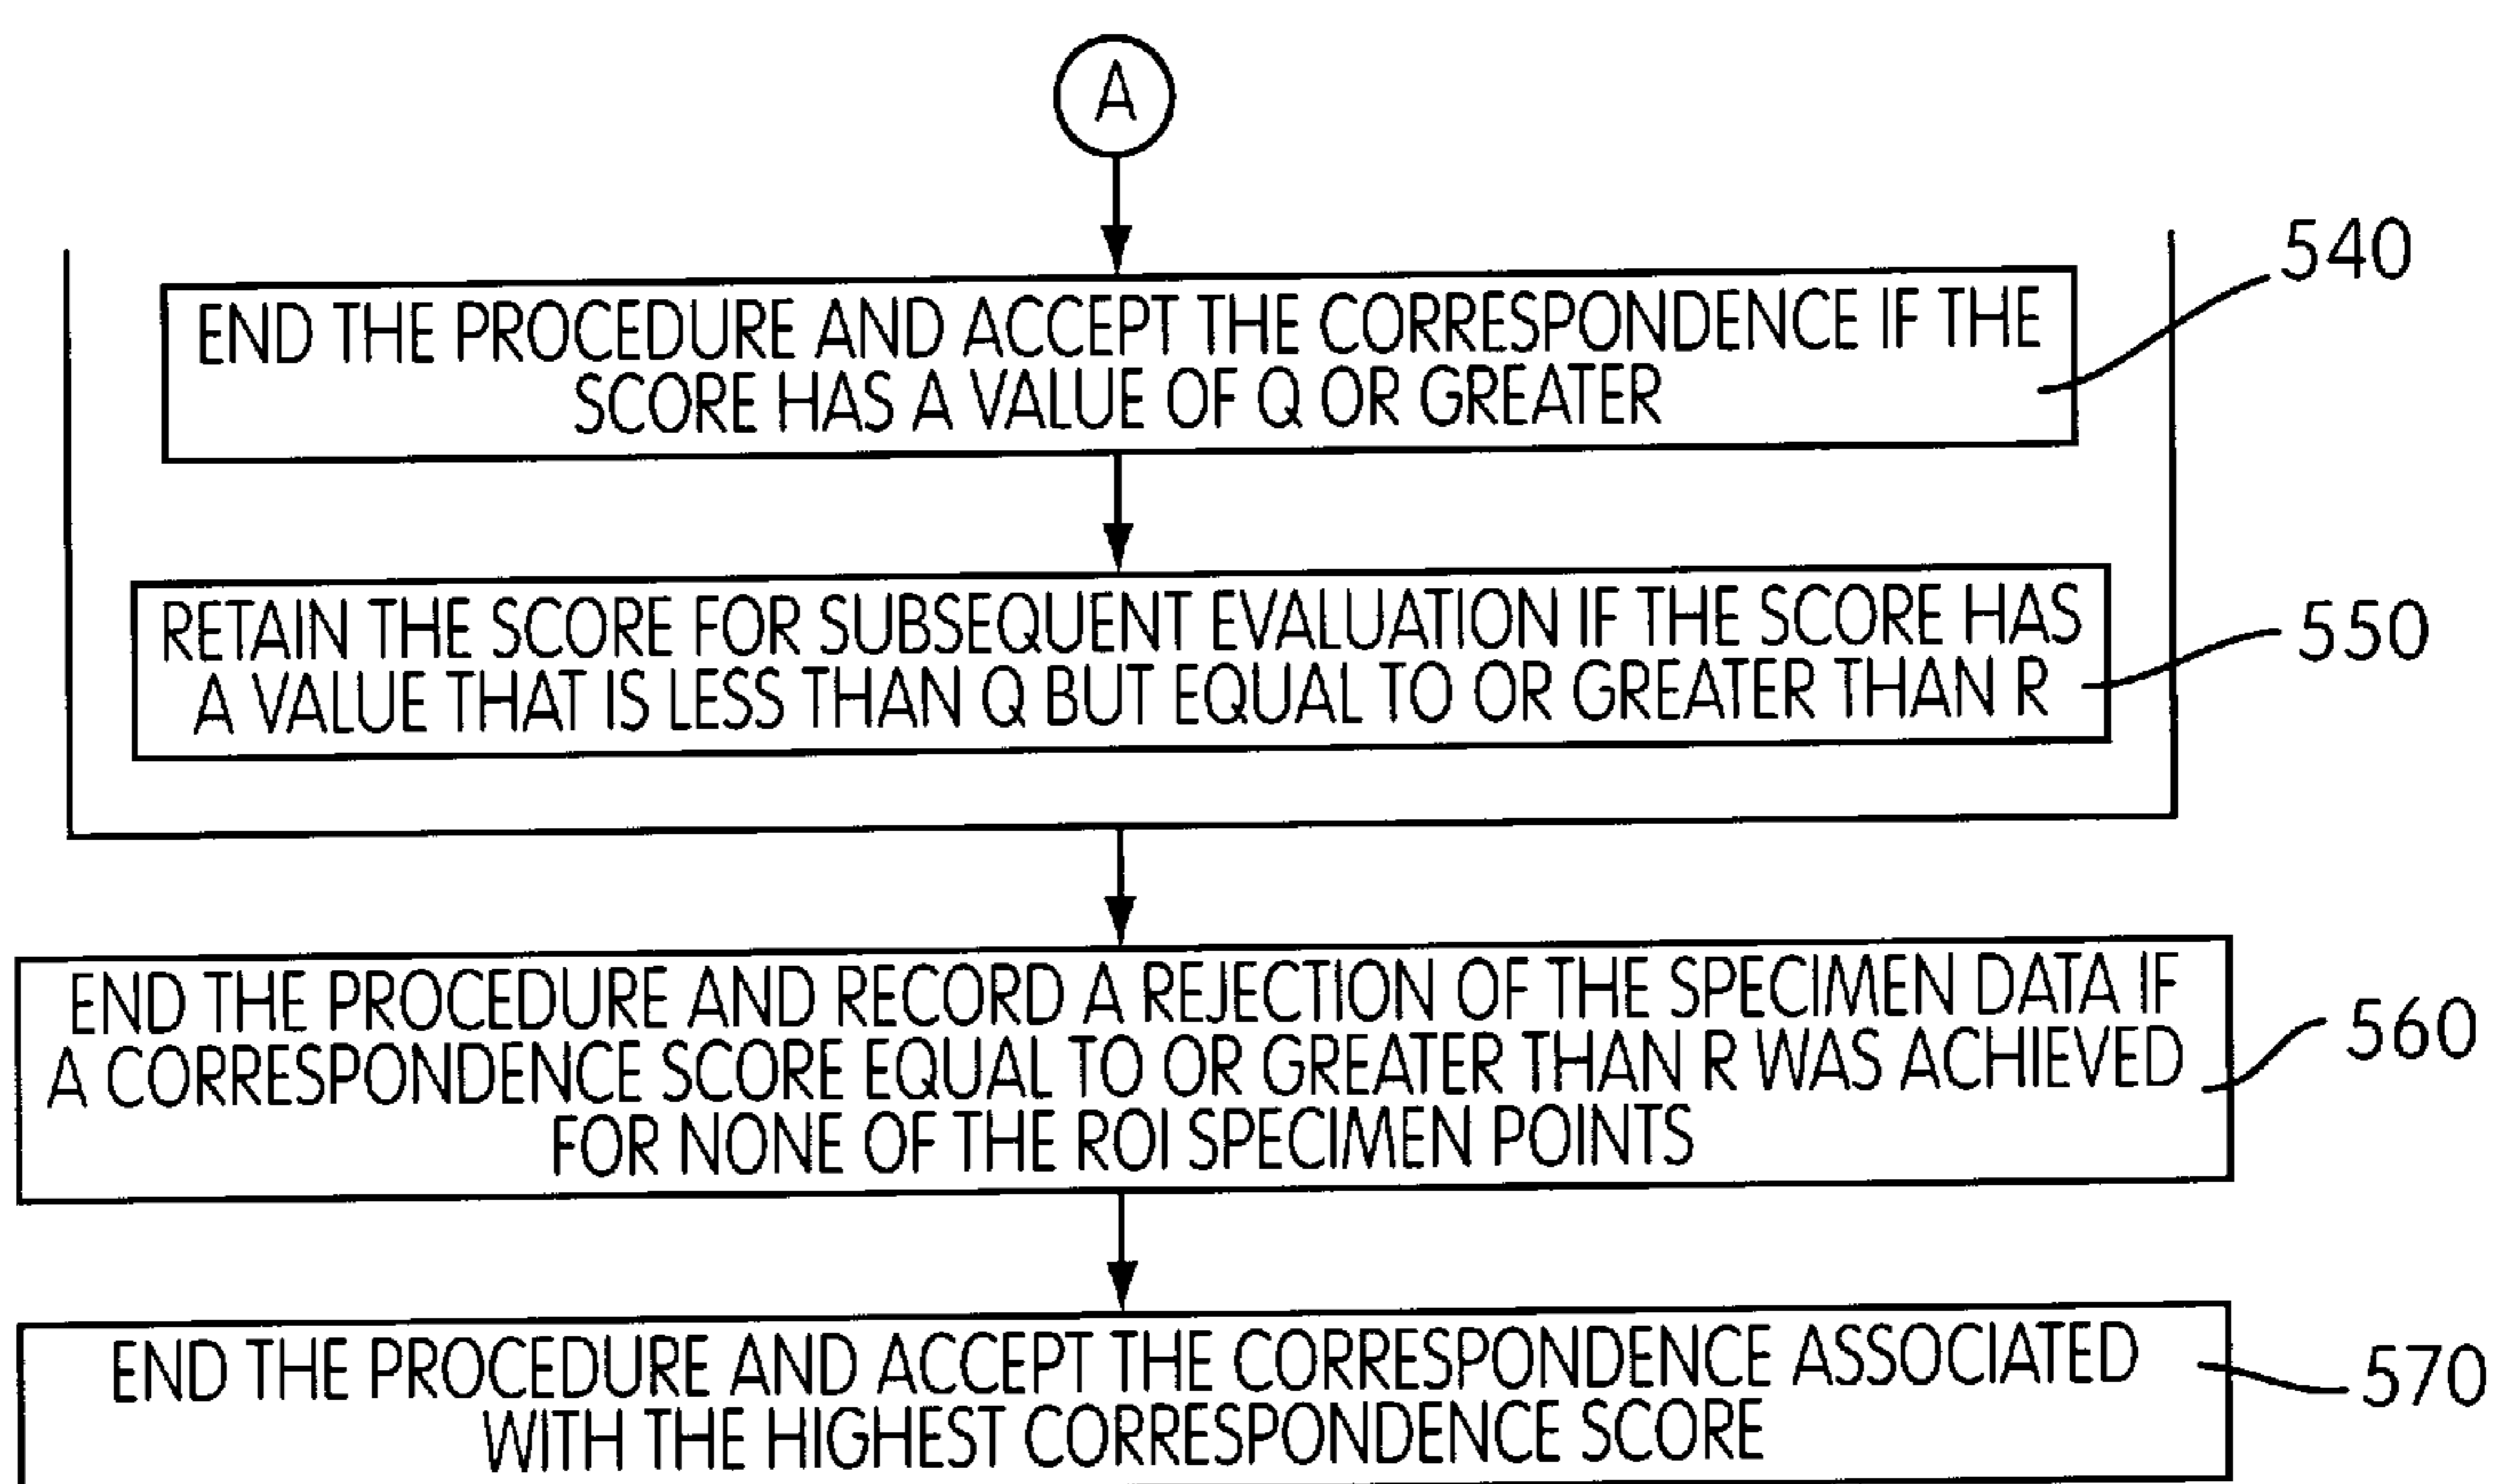 A
540
END THE PROCEDURE AND ACCEPT THE CORRESPONDENCE IF THE
SCORE HAS A VALUE OF Q OR GREATER
RETAIN THE SCORE FOR SUBSEQUENT EVALUATION IF THE SCORE HAS
A VALUE THAT IS LESS THAN Q BUT EQUAL TO OR GREATER THAN R
550
END THE PROCEDURE AND RECORD A REJECTION OF THE SPECIMEN DATA IF
A CORRESPONDENCE SCORE EQUAL TO OR GREATER THAN R WAS ACHIEVED
FOR NONE OF THE ROI SPECIMEN POINTS
560
END THE PROCEDURE AND ACCEPT THE CORRESPONDENCE ASSOCIATED
WITH THE HIGHEST CORRESPONDENCE SCORE
570